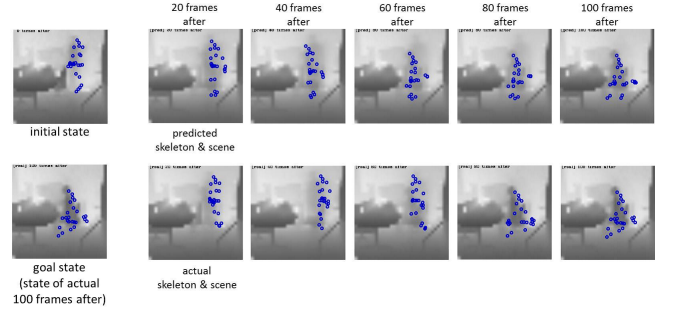 20 frames
after
40 frames
after
60 frames
after
80 frames
after
100 frames
after
initial state
predicted
skeleton & scene
goal state
(state of actual
100 frames after)
actual
skeleton & scene